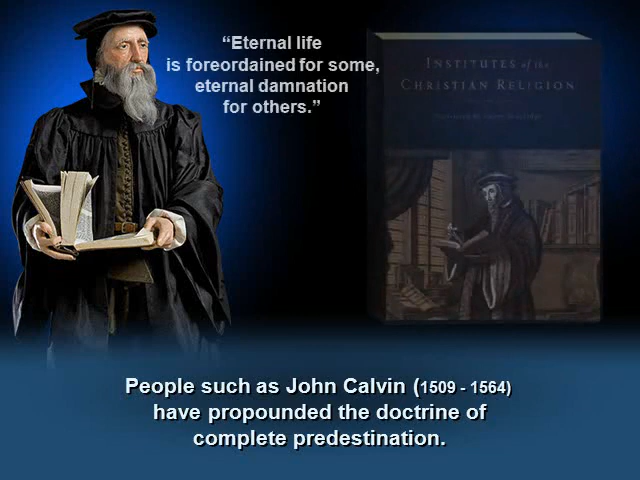 “Eternal life
is foreordained for some,
eternal damnation
for others.”
INSTITUTES of the
CHRISTIAN RELIGION
People such as John Calvin (1509 - 1564)
have propounded the doctrine of
complete predestination.